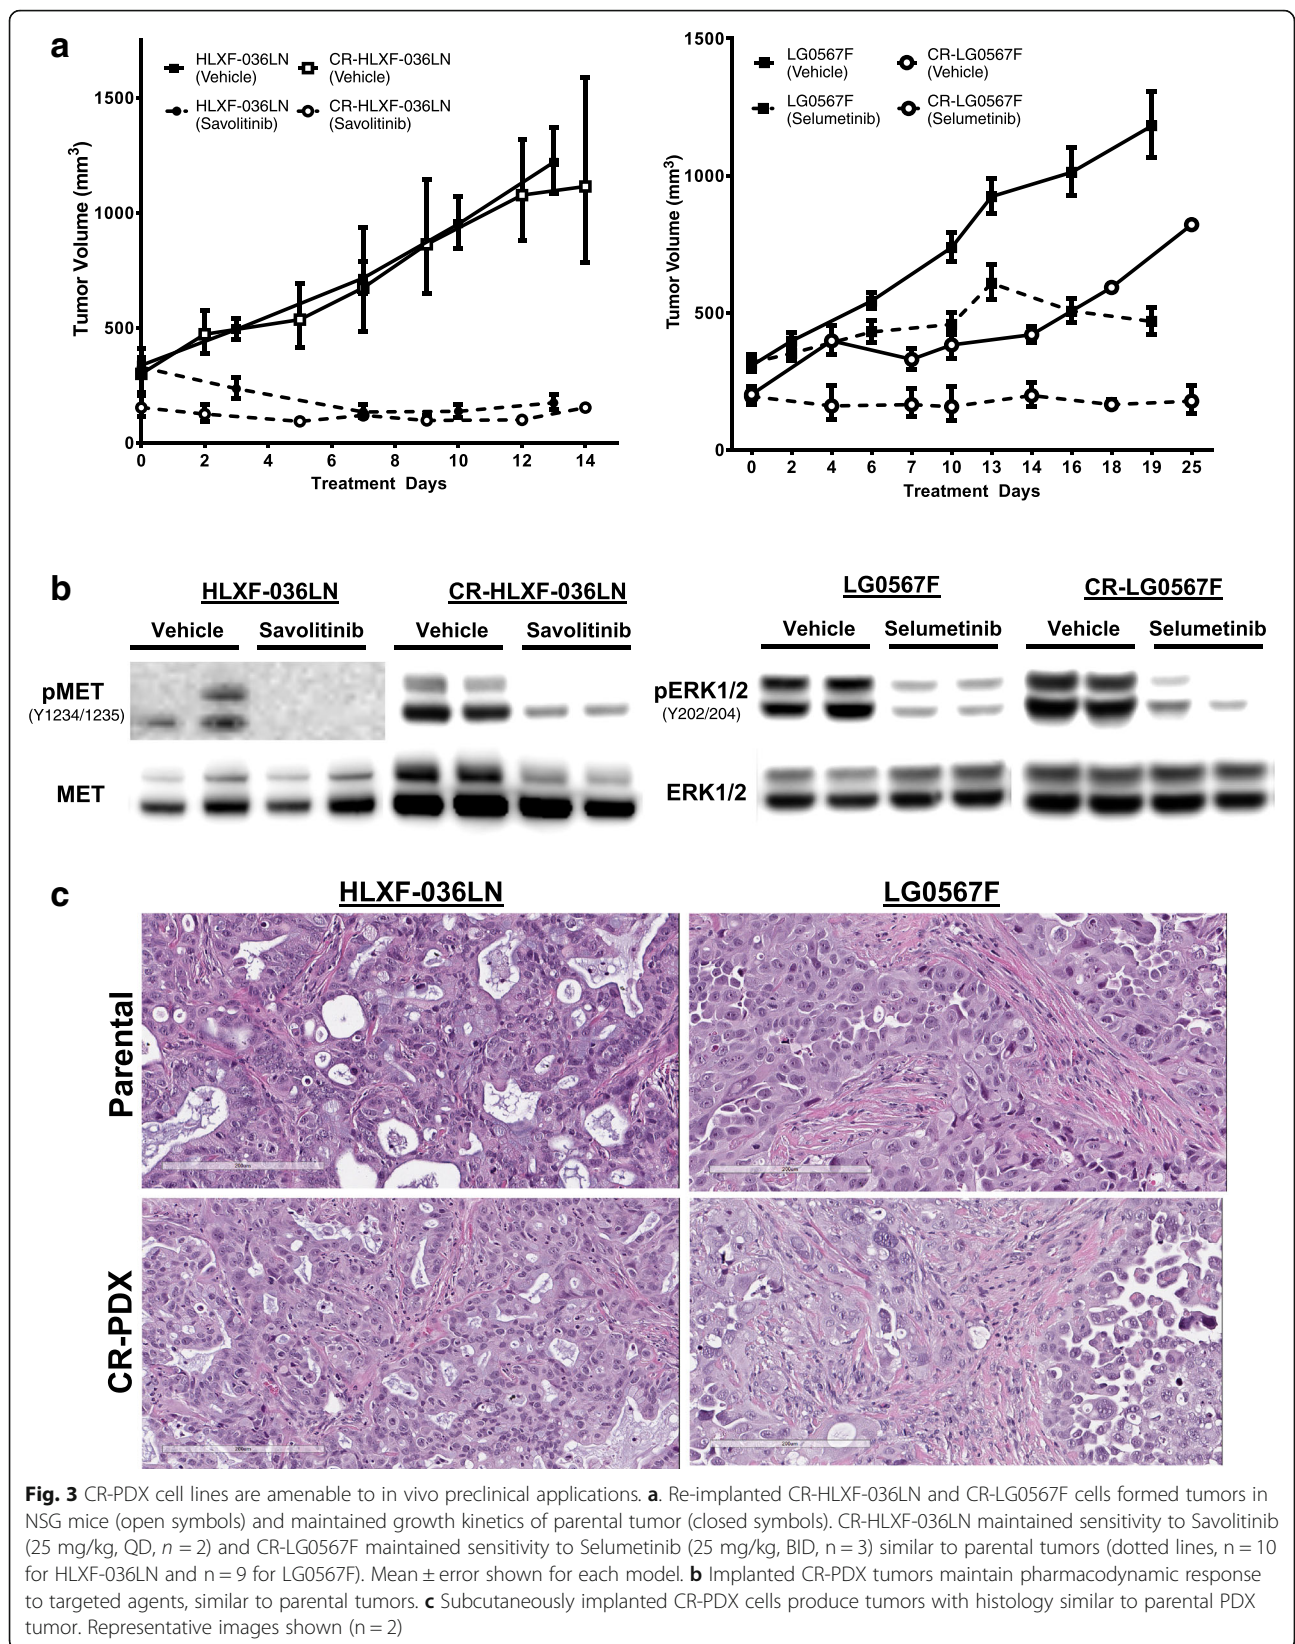 a
HLXF-036LN (Vehicle)
CR-HLXF-036LN (Vehicle)
HLXF-036LN (Savolitinib)
CR-HLXF-036LN (Savolitinib)
Tumor Volume (mm3)
1500
1000
500
0
0 2 4 6 8 10 12 14
Treatment Days
LG0567F (Vehicle)
CR-LG0567F (Vehicle)
LG0567F (Selumetinib)
CR-LG0567F (Selumetinib)
Tumor Volume (mm3)
1500
1000
500
0
0 2 4 6 7 10 13 14 16 18 19 25
Treatment Days
b
HLXF-036LN CR-HLXF-036LN
Vehicle Savolitinib Vehicle Savolitinib
pMET
(Y1234/1235)
MET
LG0567F CR-LG0567F
Vehicle Selumetinib Vehicle Selumetinib
pERK1/2
(Y202/204)
ERK1/2
c
HLXF-036LN LG0567F
Parental
200um
200um
CR-PDX
200um
200um
Fig. 3 CR-PDX cell lines are amenable to in vivo preclinical applications. a. Re-implanted CR-HLXF-036LN and CR-LG0567F cells formed tumors in
NSG mice (open symbols) and maintained growth kinetics of parental tumor (closed symbols). CR-HLXF-036LN maintained sensitivity to Savolitinib
(25 mg/kg, QD, n = 2) and CR-LG0567F maintained sensitivity to Selumetinib (25 mg/kg, BID, n = 3) similar to parental tumors (dotted lines, n = 10
for HLXF-036LN and n = 9 for LG0567F). Mean ± error shown for each model. b Implanted CR-PDX tumors maintain pharmacodynamic response
to targeted agents, similar to parental tumors. c Subcutaneously implanted CR-PDX cells produce tumors with histology similar to parental PDX
tumor. Representative images shown (n = 2)